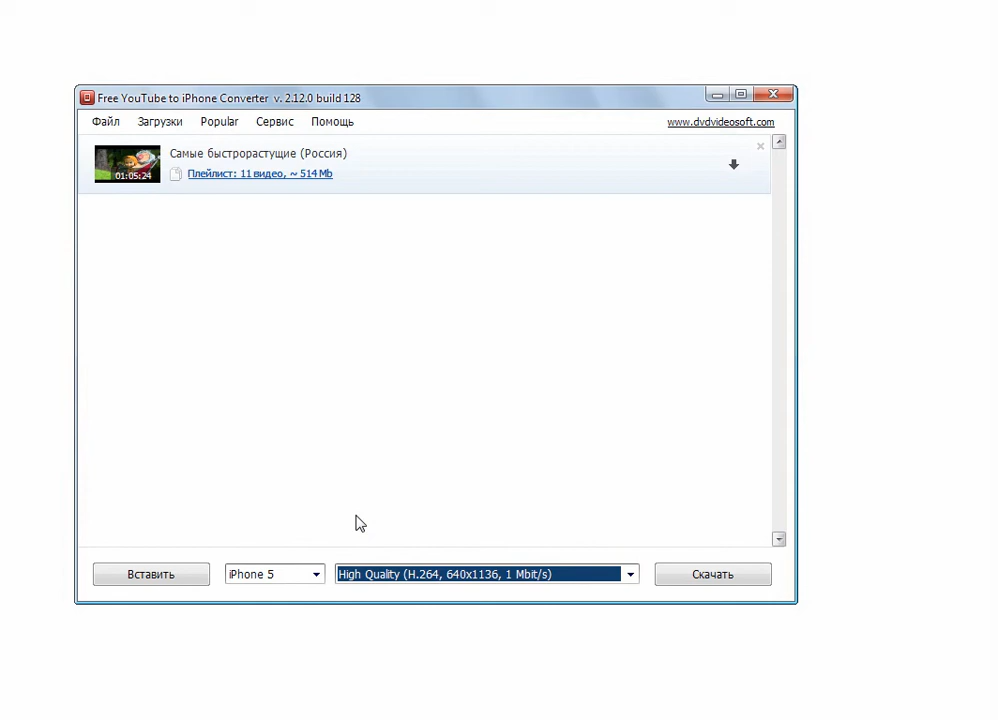 Free YouTube to iPhone Converter v. 2.12.0 build 128
Файл Загрузки Popular Сервис Помощь www.dvdvideosoft.com
Самые быстрорастущие (Россия)
01:05:24
Плейлист: 11 видео, ~ 514 Mb
Вставить iPhone 5 High Quality (H.264, 640x1136, 1 Mbit/s) Скачать